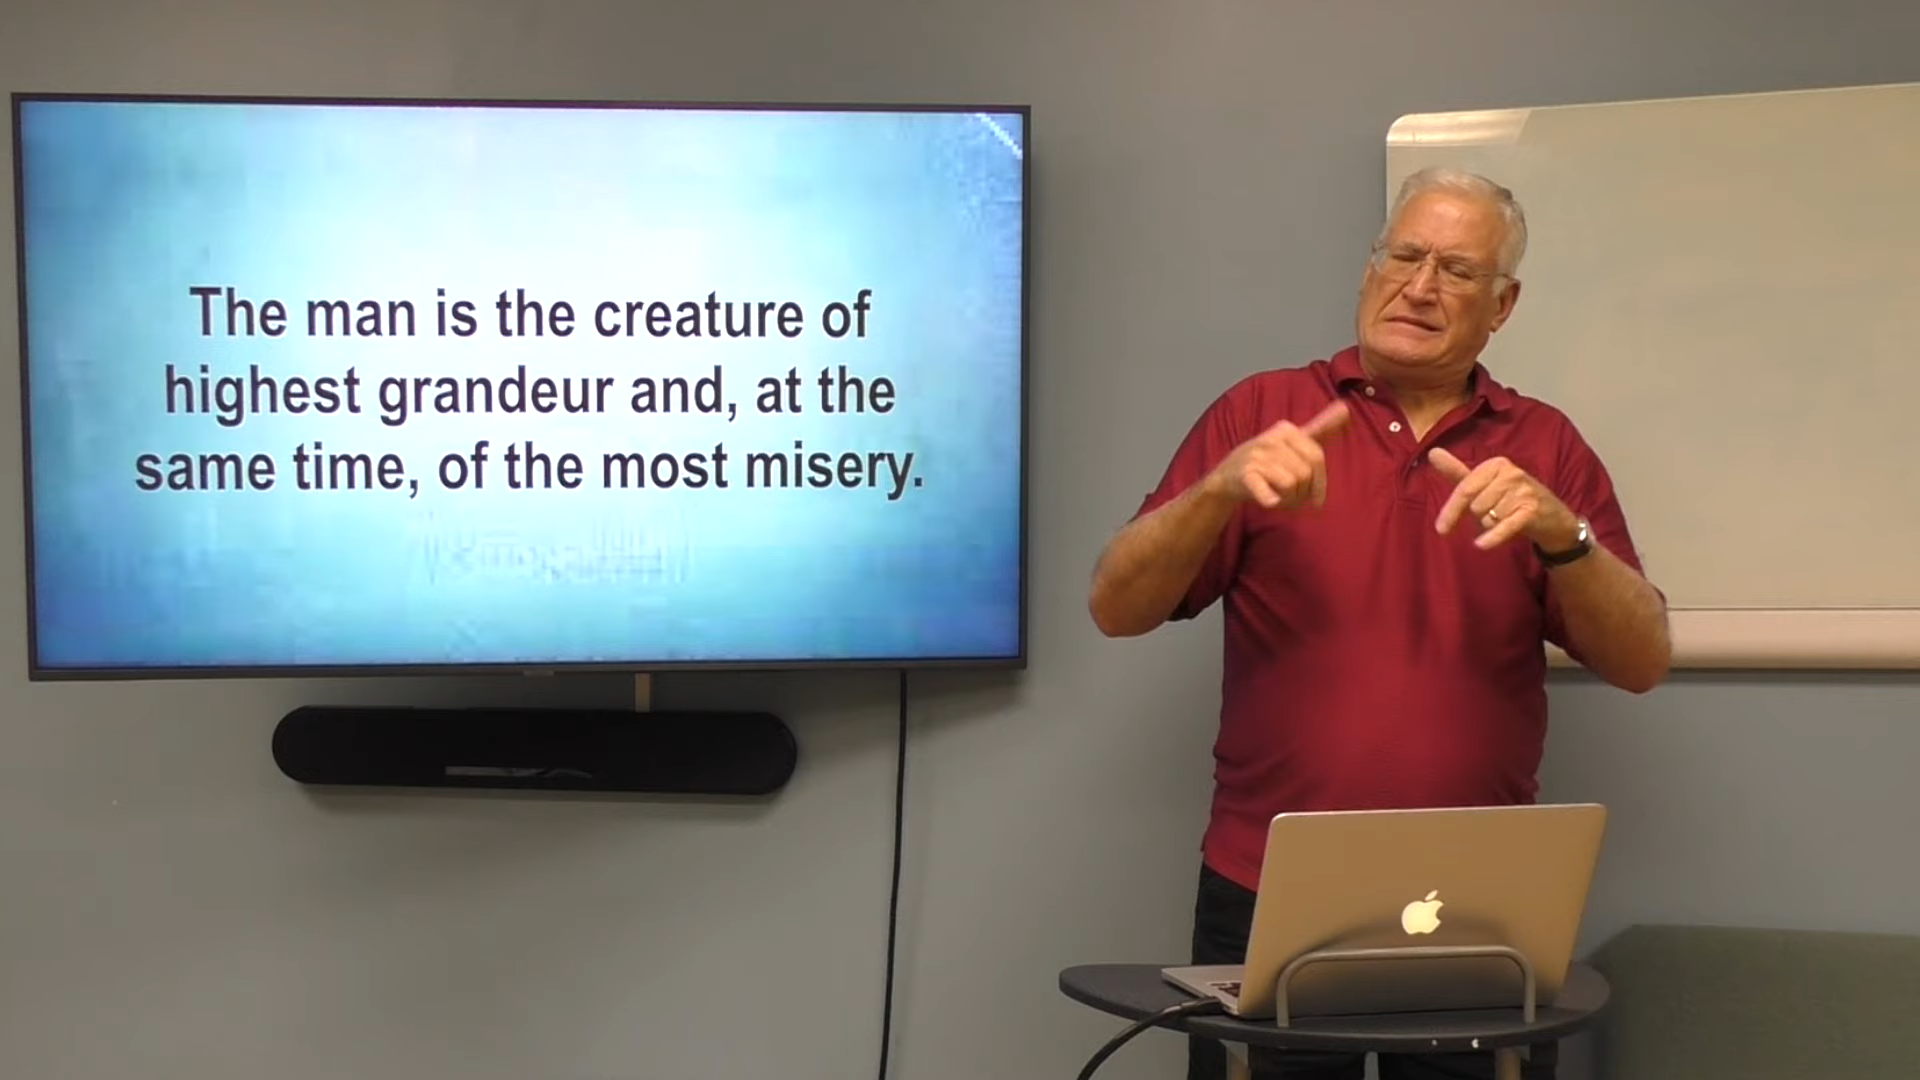 The man is the creature of
highest grandeur and, at the
same time, of the most misery.